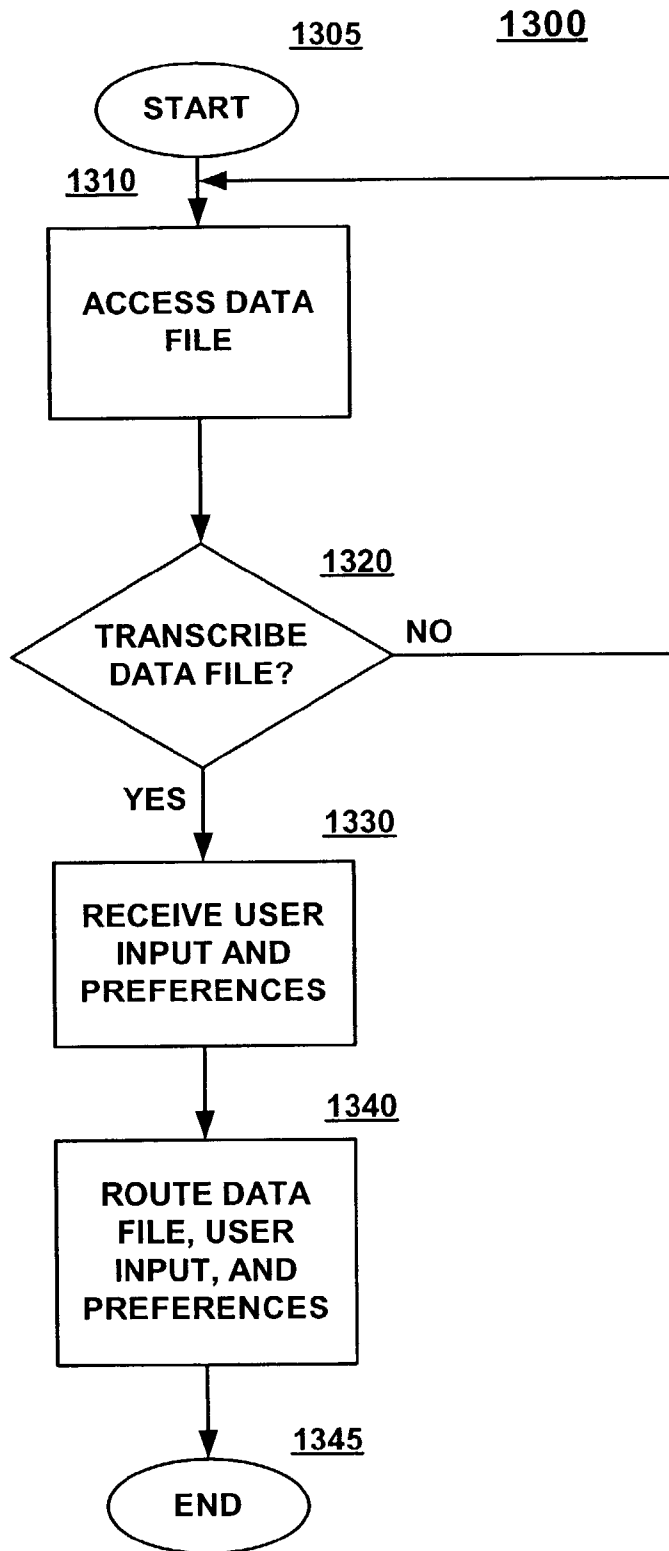 1305
1300
START
1310
ACCESS DATA
FILE
1320
TRANSCRIBE
DATA FILE?
NO
YES
1330
RECEIVE USER
INPUT AND
PREFERENCES
1340
ROUTE DATA
FILE, USER
INPUT, AND
PREFERENCES
1345
END